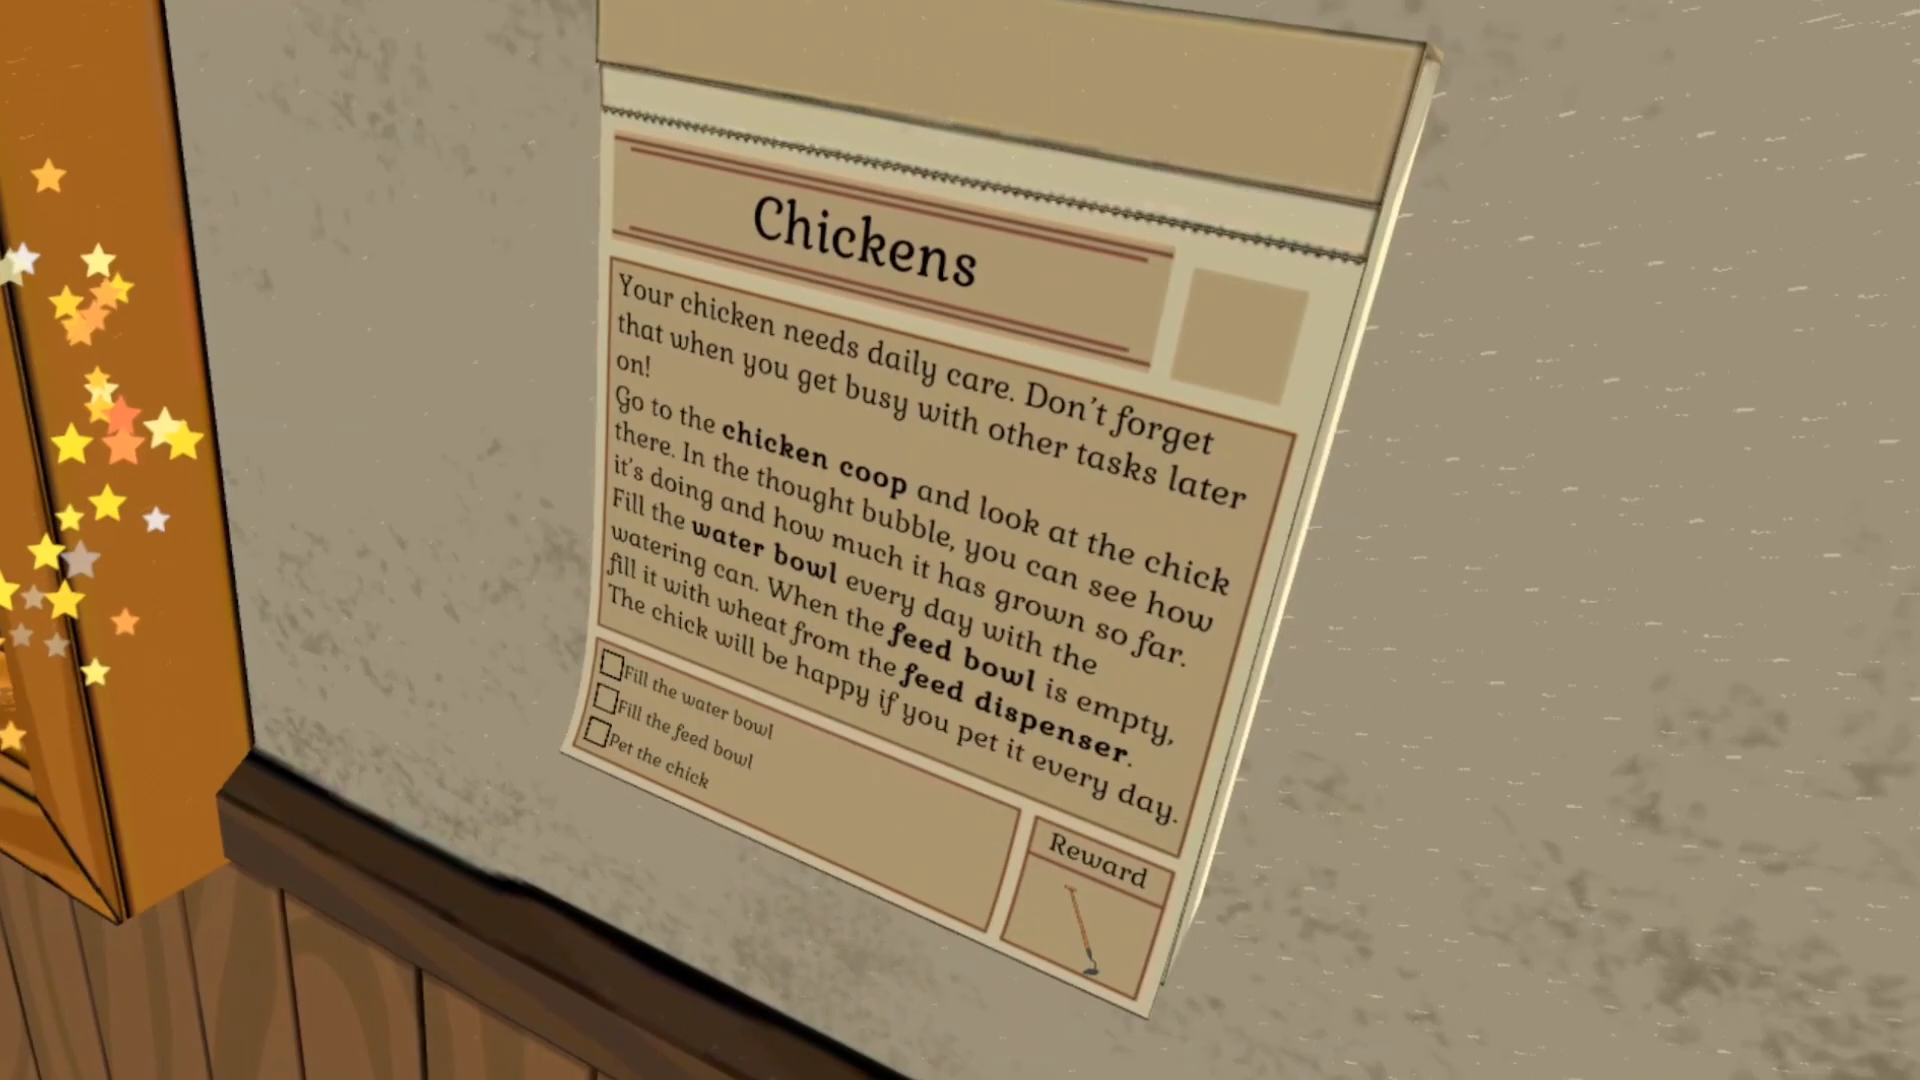 Chickens
Your chicken needs daily care. Don't forget
that when you get busy with other tasks later
on!
Go to the chicken coop and look at the chick
there. In the thought bubble, you can see how
it's doing and how much it has grown so far.
Fill the water bowl every day with the
watering can. When the feed bowl is empty,
fill it with wheat from the feed dispenser.
The chick will be happy if you pet it every day.
Fill the water bowl
Fill the feed bowl
Pet the chick
Reward